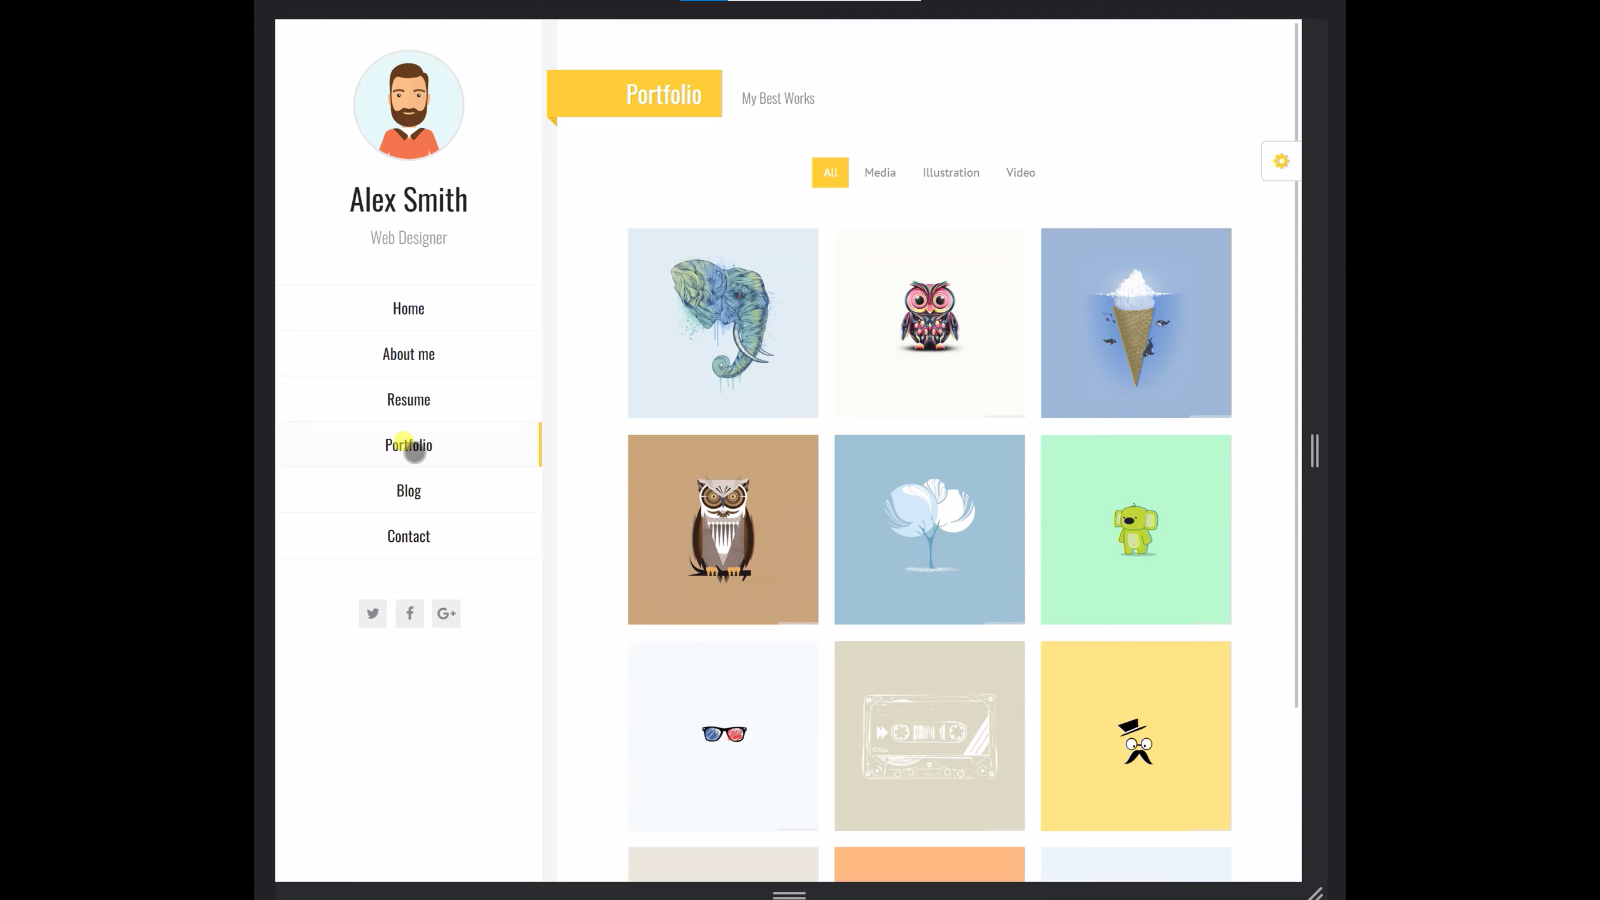 Alex Smith
Web Designer
Home
About me
Resume
Portfolio
Blog
Contact
G+
Portfolio
My Best Works
All Media Illustration Video